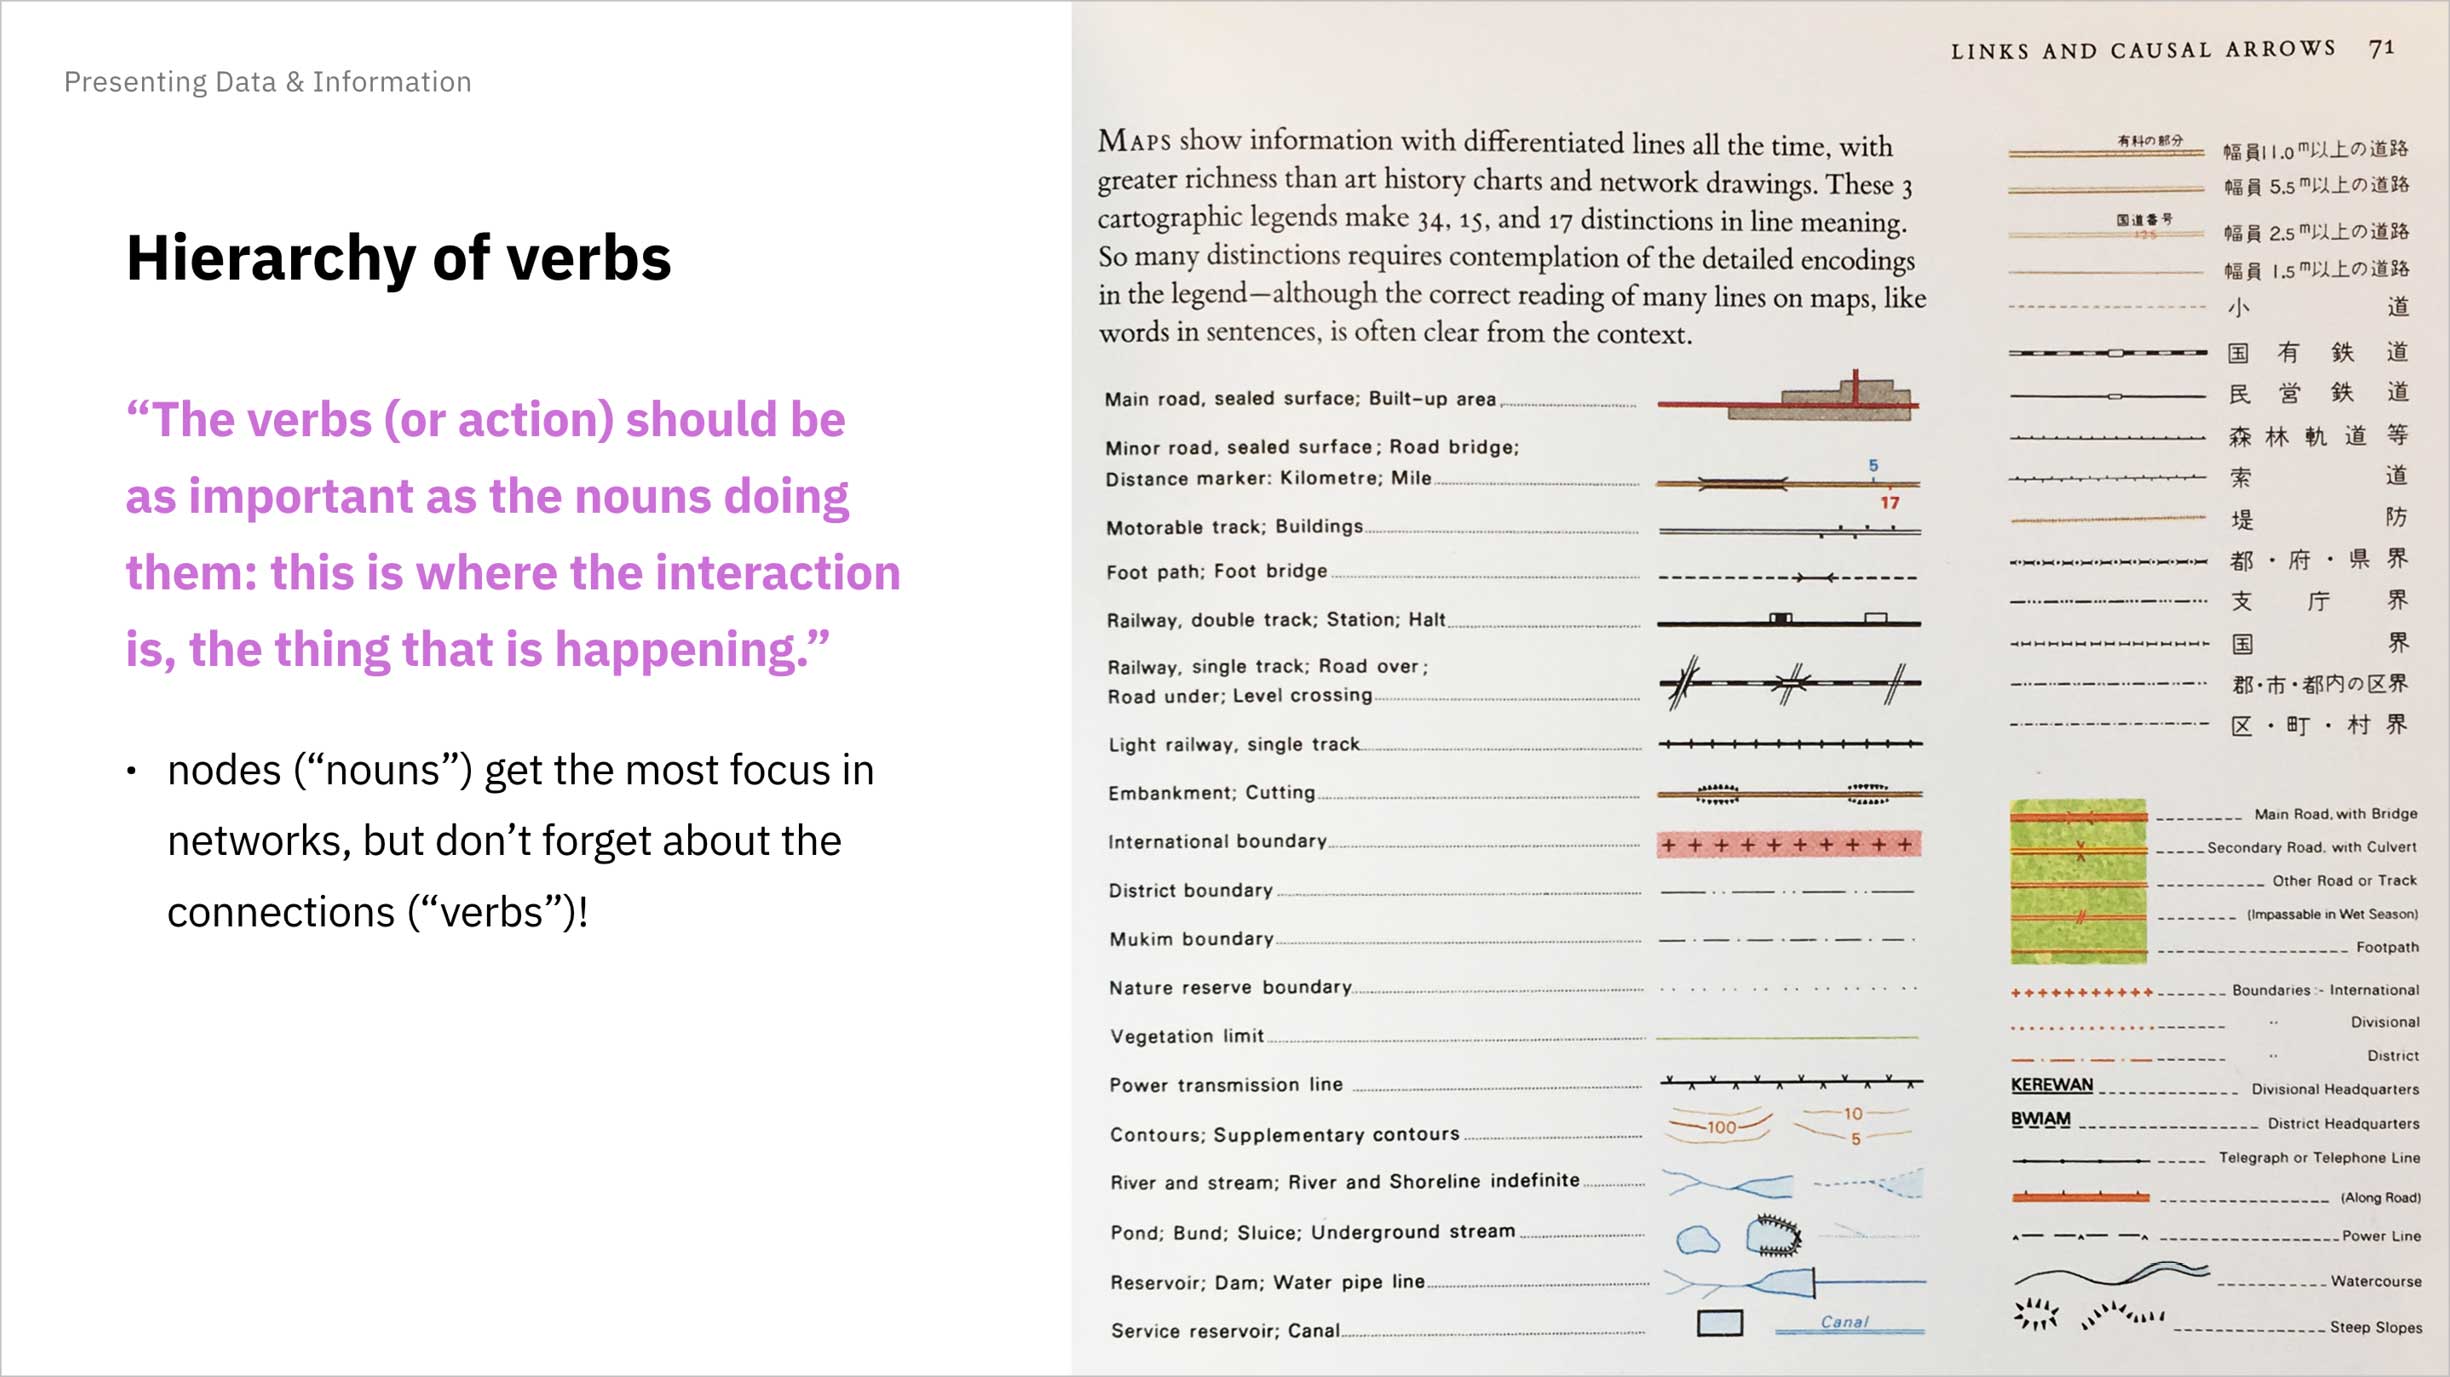 Presenting Data & Information
Hierarchy of verbs
“The verbs (or action) should be
as important as the nouns doing
them: this is where the interaction
is, the thing that is happening.”
• nodes (“nouns”) get the most focus in
networks, but don’t forget about the
connections (“verbs”)!
LINKS AND CAUSAL ARROWS 71
MAPS show information with differentiated lines all the time, with
greater richness than art history charts and network drawings. These 3
cartographic legends make 34, 15, and 17 distinctions in line meaning.
So many distinctions requires contemplation of the detailed encodings
in the legend—although the correct reading of many lines on maps, like
words in sentences, is often clear from the context.
Main road, sealed surface; Built-up area
Minor road, sealed surface; Road bridge;
Distance marker: Kilometre; Mile
5
17
Motorable track; Buildings
Foot path; Foot bridge
Railway, double track; Station; Halt
Railway, single track; Road over;
Road under; Level crossing
Light railway, single track
Embankment; Cutting
International boundary
District boundary
Mukim boundary
Nature reserve boundary
Vegetation limit
Power transmission line
Contours; Supplementary contours
100
10
5
River and stream; River and Shoreline indefinite
Pond; Bund; Sluice; Underground stream
Reservoir; Dam; Water pipe line
Service reservoir; Canal
Canal
有料の部分
幅員11.0m以上の道路
幅員 5.5m以上の道路
国道番号
幅員 2.5m以上の道路
幅員 1.5m以上の道路
小道
国有鉄道
民営鉄道
森林軌道等
索道
堤防
都・府・県界
支庁界
国界
郡・市・都内の区界
区・町・村界
Main Road, with Bridge
Secondary Road. with Culvert
Other Road or Track
(Impassable in Wet Season)
Footpath
Boundaries :- International
" Divisional
" District
KEREWAN Divisional Headquarters
BWIAM District Headquarters
Telegraph or Telephone Line
(Along Road)
Power Line
Watercourse
Steep Slopes